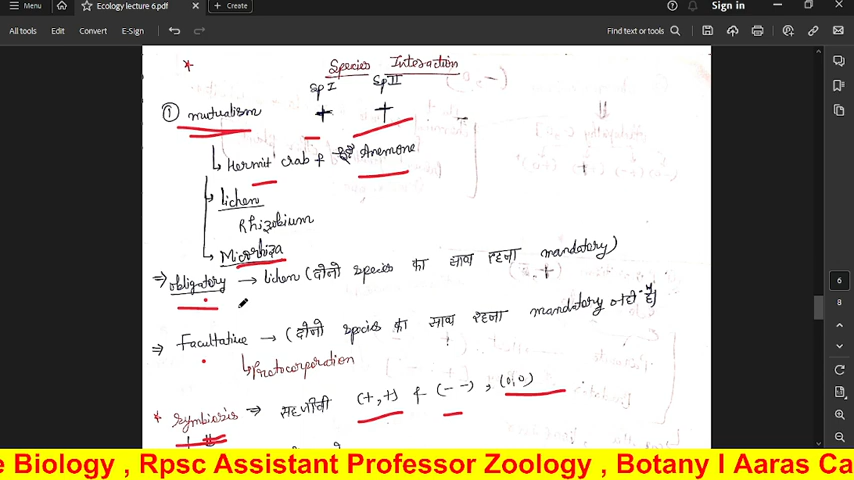 Menu
Ecology lecture 6.pdf
Create
Sign in
All tools Edit Convert E-Sign
Find text or tools
* Species Interaction
Sp I Sp II
① mutualism + +
Hermit crab & Anemone
lichen
Rhizobium
Micorhiza
⇒ obligatory → lichen (दोनो species का साथ रहना mandatory)
⇒ Facultative → (दोनो species का साथ रहना mandatory नही है)
↳ Protocorporation
* Symbiosis ⇒ सहजीवी (+,+) & (- -), (0,0)
6
8
e Biology , Rpsc Assistant Professor Zoology , Botany I Aaras Ca